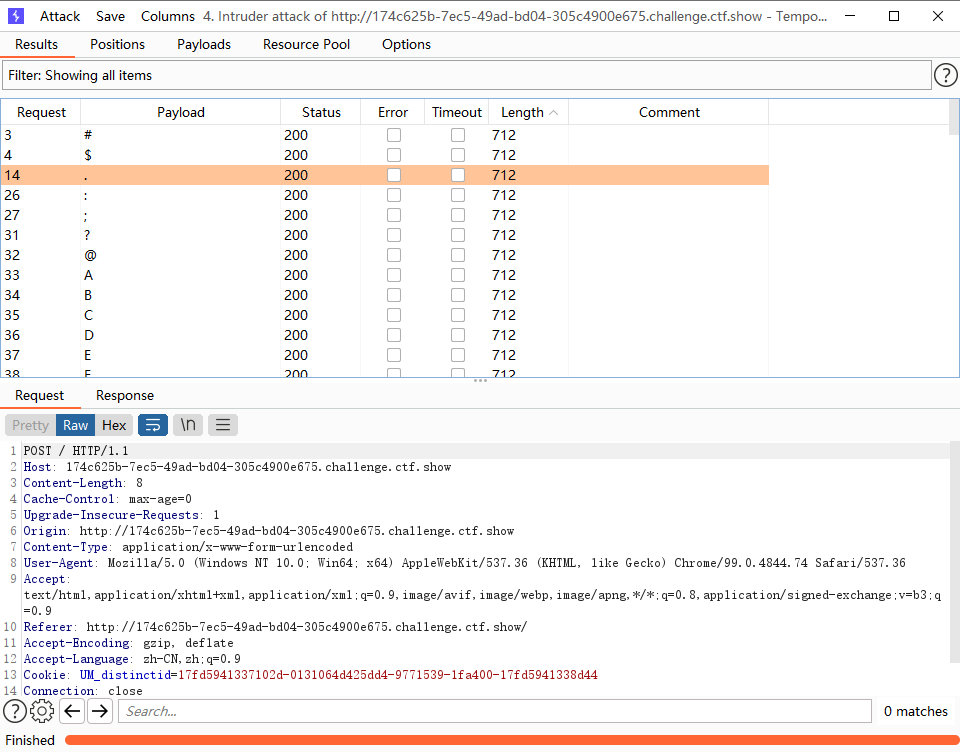 Attack Save Columns 4. Intruder attack of http://174c625b-7ec5-49ad-bd04-305c4900e675.challenge.ctf.show - Tempo...
Results Positions Payloads Resource Pool Options
Filter: Showing all items ?
Request Payload Status Error Timeout Length Comment
3 # 200 712
4 $ 200 712
14 . 200 712
26 : 200 712
27 ; 200 712
31 ? 200 712
32 @ 200 712
33 A 200 712
34 B 200 712
35 C 200 712
36 D 200 712
37 E 200 712
38 F 200 712
Request Response
Pretty Raw Hex \n
1 POST / HTTP/1.1
2 Host: 174c625b-7ec5-49ad-bd04-305c4900e675.challenge.ctf.show
3 Content-Length: 8
4 Cache-Control: max-age=0
5 Upgrade-Insecure-Requests: 1
6 Origin: http://174c625b-7ec5-49ad-bd04-305c4900e675.challenge.ctf.show
7 Content-Type: application/x-www-form-urlencoded
8 User-Agent: Mozilla/5.0 (Windows NT 10.0; Win64; x64) AppleWebKit/537.36 (KHTML, like Gecko) Chrome/99.0.4844.74 Safari/537.36
9 Accept:
text/html,application/xhtml+xml,application/xml;q=0.9,image/avif,image/webp,image/apng,*/*;q=0.8,application/signed-exchange;v=b3;q
=0.9
10 Referer: http://174c625b-7ec5-49ad-bd04-305c4900e675.challenge.ctf.show/
11 Accept-Encoding: gzip, deflate
12 Accept-Language: zh-CN,zh;q=0.9
13 Cookie: UM_distinctid=17fd5941337102d-0131064d425dd4-9771539-1fa400-17fd5941338d44
14 Connection: close
? Search... 0 matches
Finished